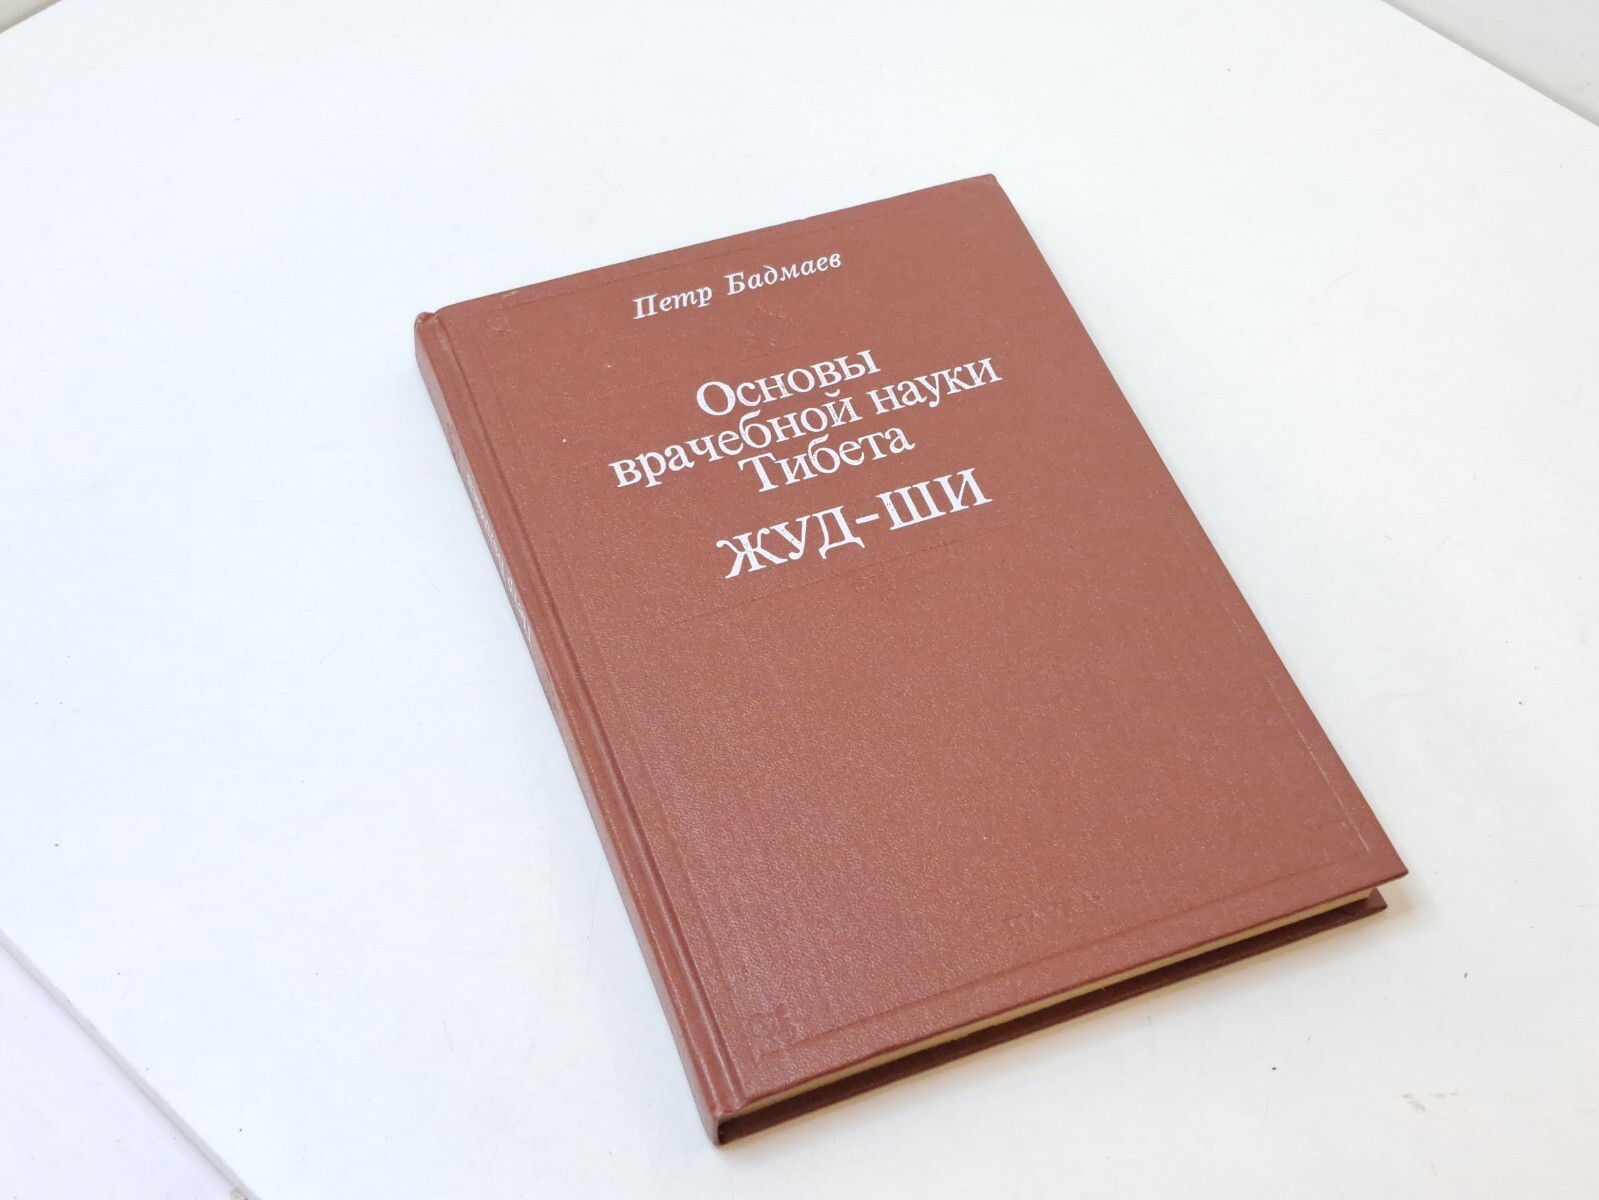 Петр Бадмаев
Основы
врачебной науки
Тибета
ЖУД-ШИ